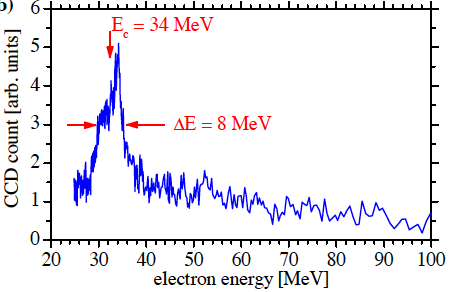 b)
E_c = 34 MeV
ΔE = 8 MeV
CCD count [arb. units]
6
5
4
3
2
1
0
20 30 40 50 60 70 80 90 100
electron energy [MeV]